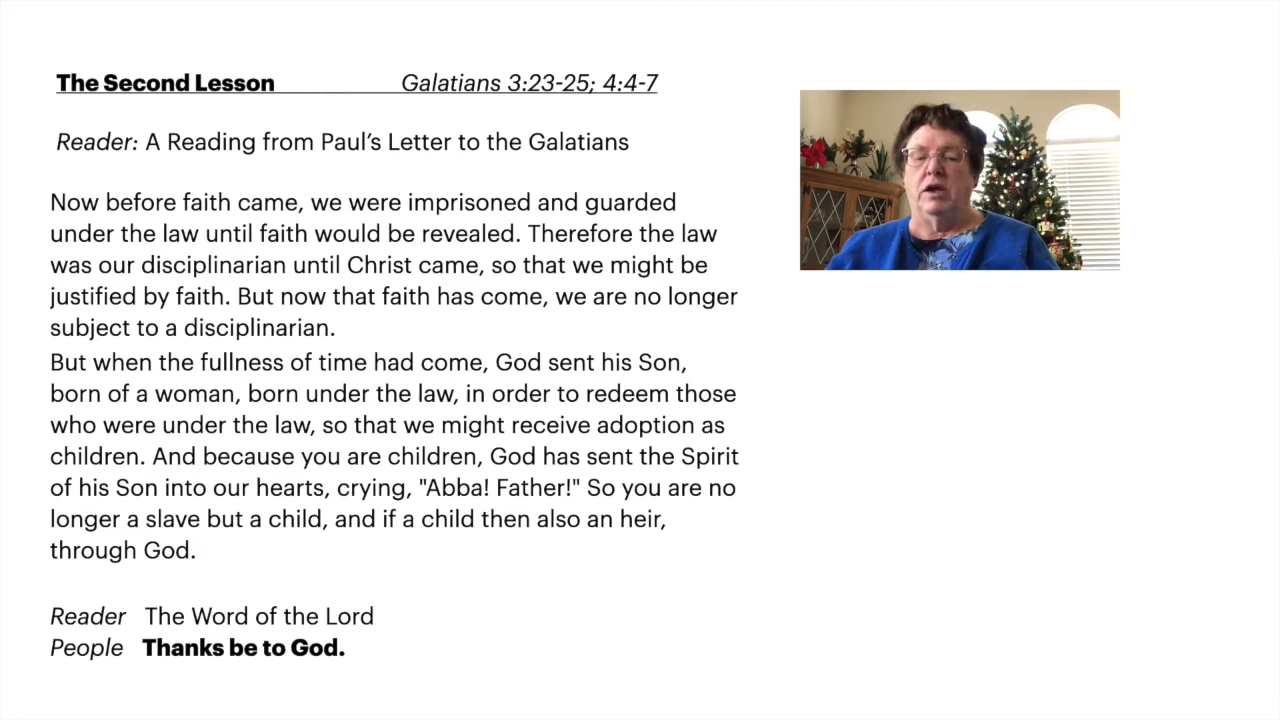 The Second Lesson Galatians 3:23-25; 4:4-7
Reader: A Reading from Paul’s Letter to the Galatians
Now before faith came, we were imprisoned and guarded
under the law until faith would be revealed. Therefore the law
was our disciplinarian until Christ came, so that we might be
justified by faith. But now that faith has come, we are no longer
subject to a disciplinarian.
But when the fullness of time had come, God sent his Son,
born of a woman, born under the law, in order to redeem those
who were under the law, so that we might receive adoption as
children. And because you are children, God has sent the Spirit
of his Son into our hearts, crying, "Abba! Father!" So you are no
longer a slave but a child, and if a child then also an heir,
through God.
Reader The Word of the Lord
People Thanks be to God.